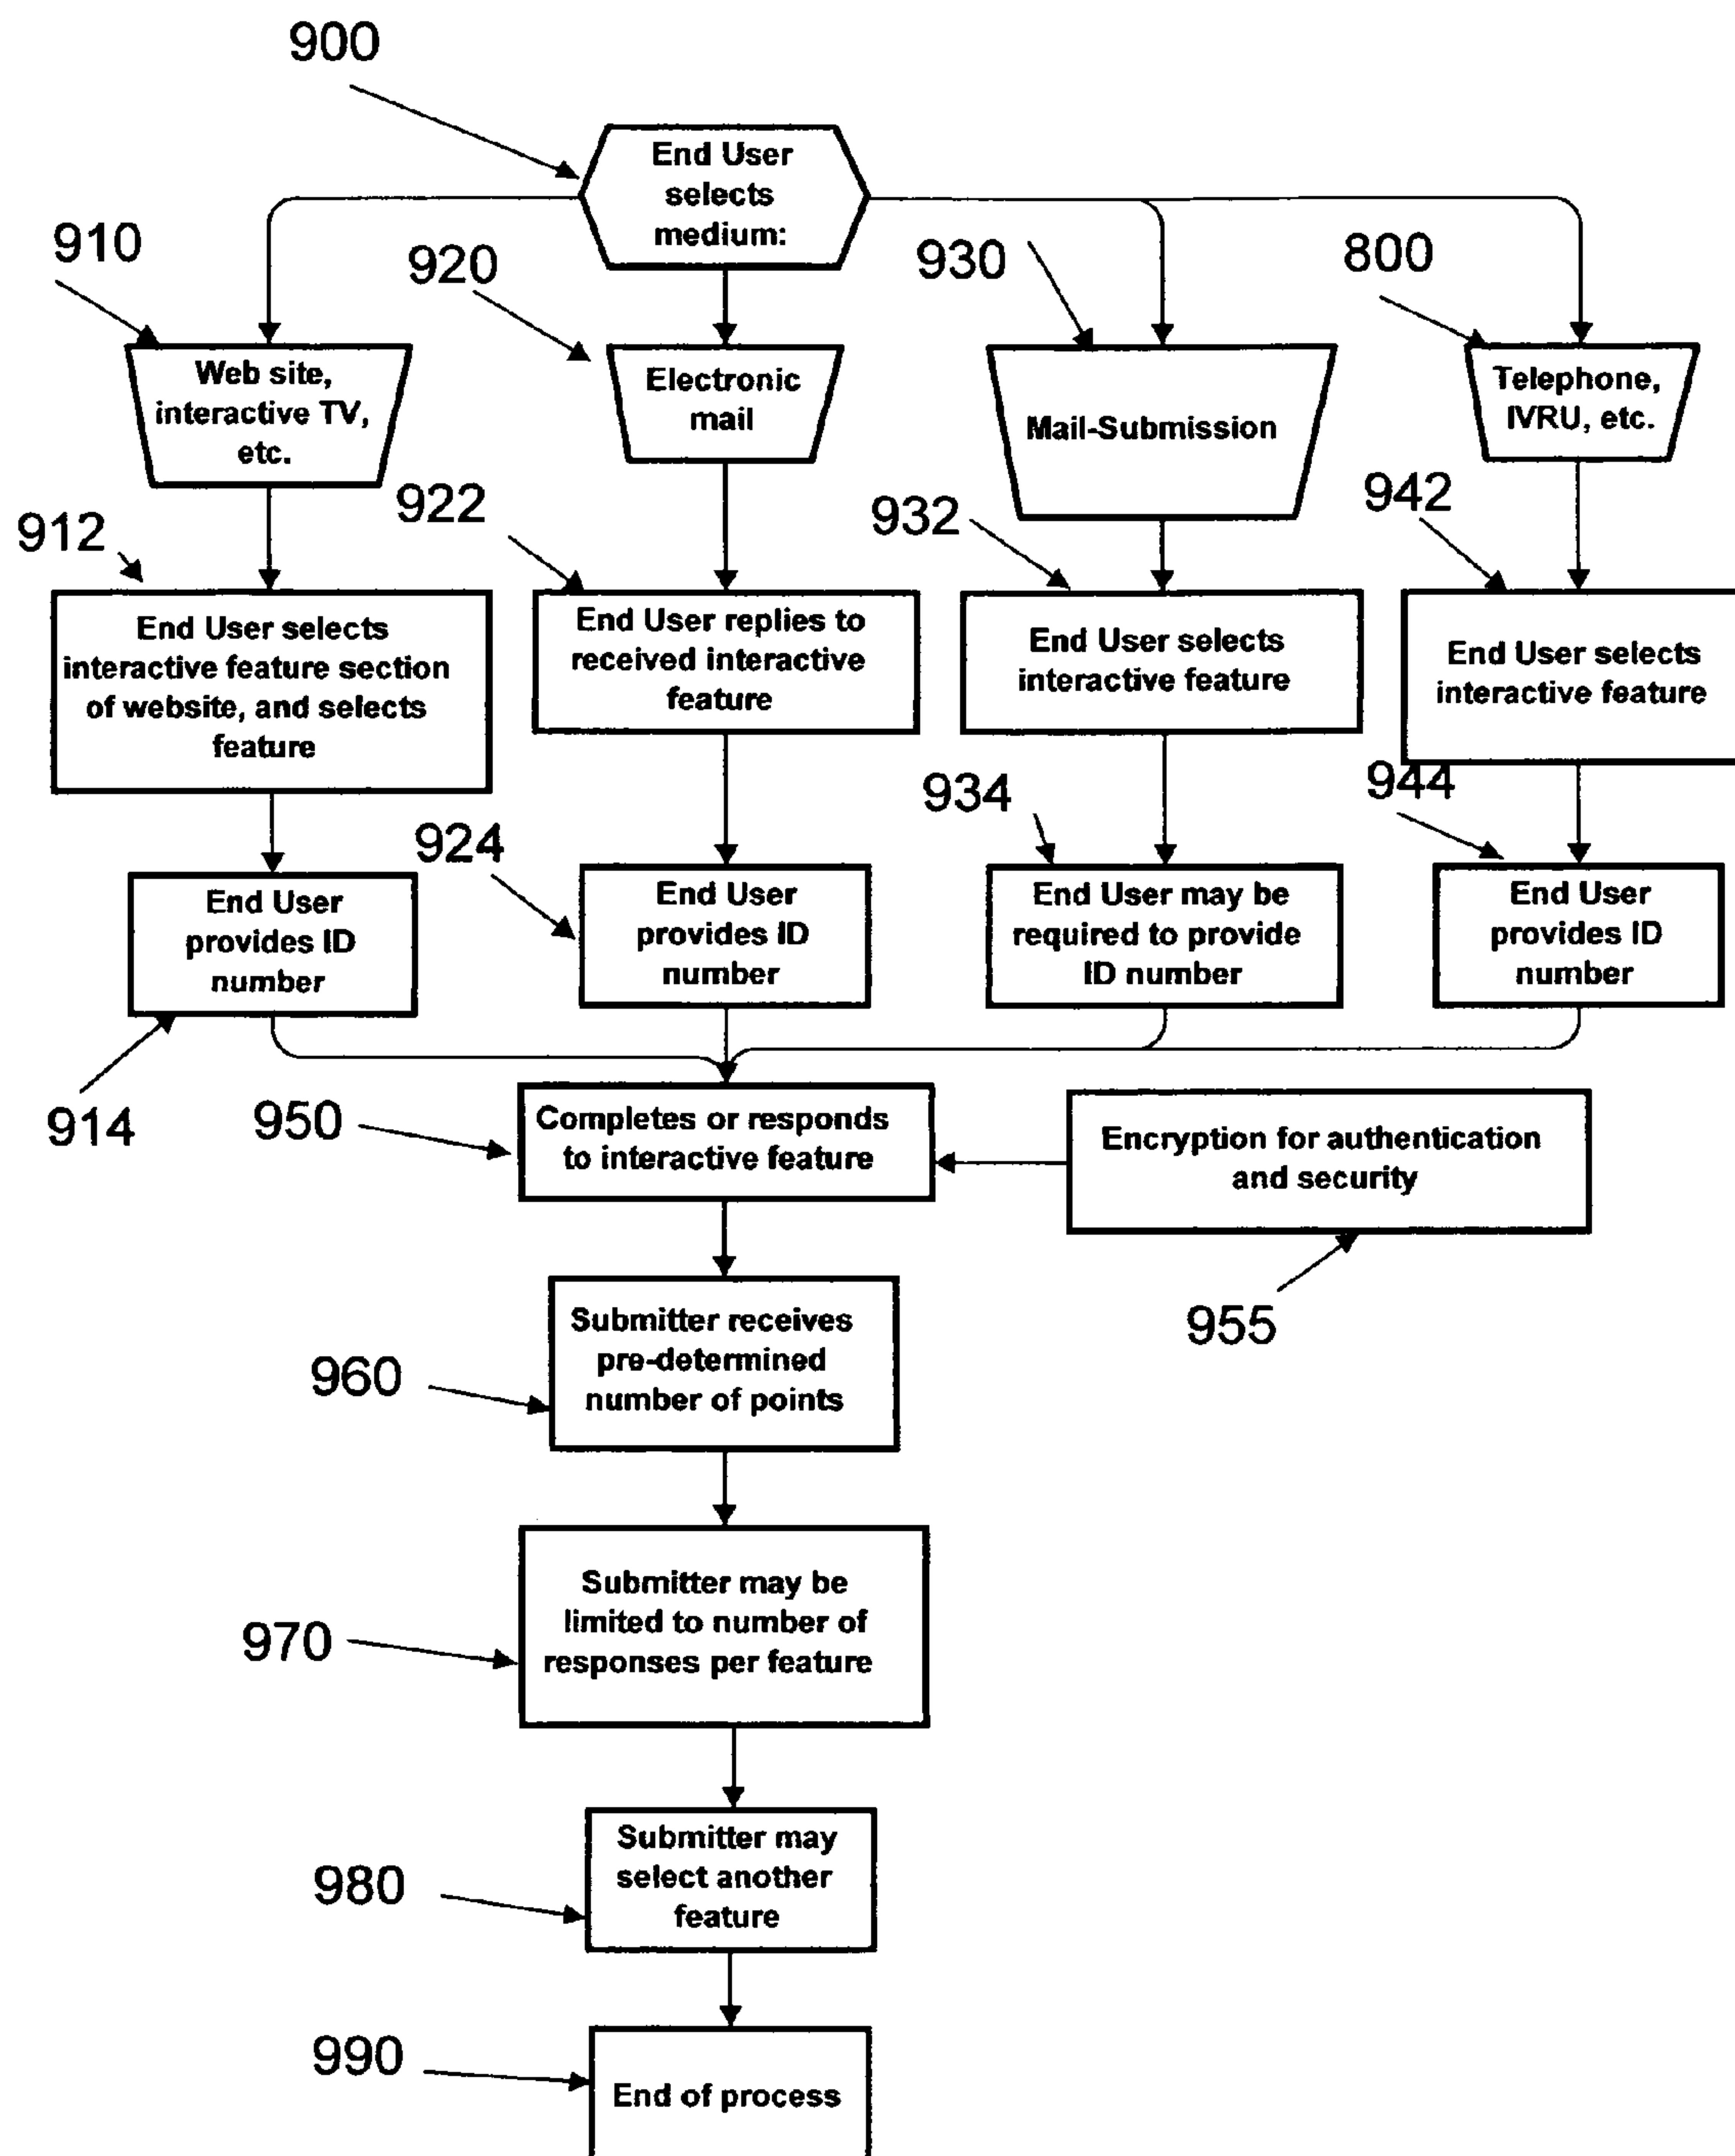 900
End User
selects
medium:
910
920
930
800
Web site,
interactive TV,
etc.
Electronic
mail
Mail-Submission
Telephone,
IVRU, etc.
912
922
932
942
End User selects
interactive feature section
of website, and selects
feature
End User replies to
received interactive
feature
End User selects
interactive feature
End User selects
interactive feature
914
924
934
944
End User
provides ID
number
End User
provides ID
number
End User may be
required to provide
ID number
End User
provides ID
number
950
Completes or responds
to interactive feature
Encryption for authentication
and security
955
960
Submitter receives
pre-determined
number of points
970
Submitter may be
limited to number of
responses per feature
980
Submitter may
select another
feature
990
End of process